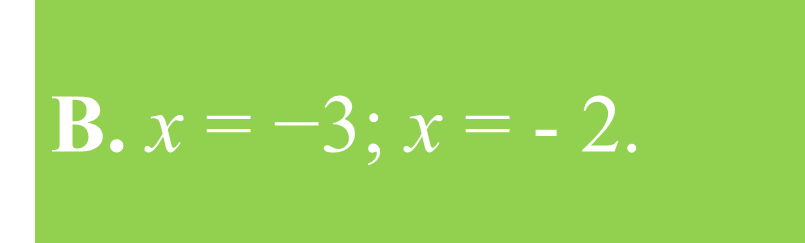 B. x = −3; x = - 2.